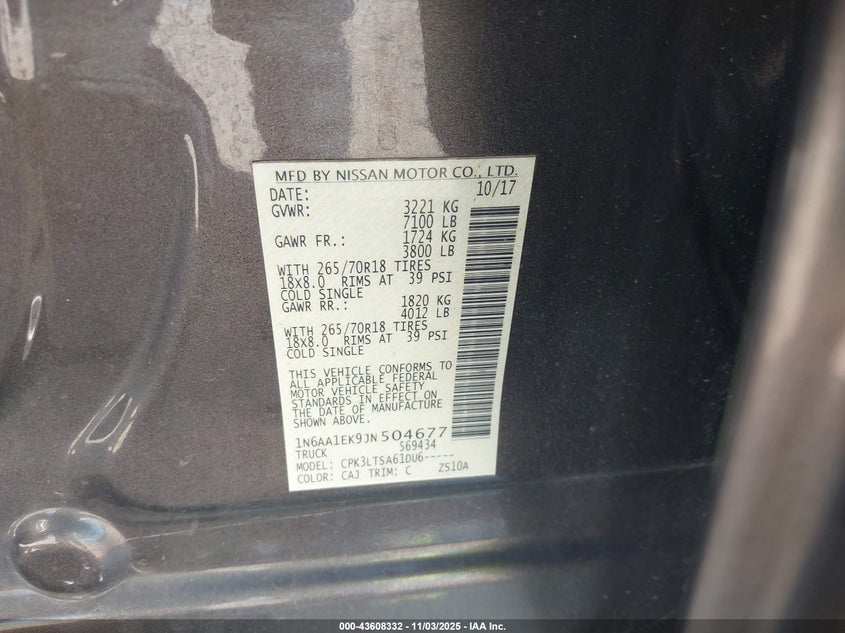 MFD BY NISSAN MOTOR CO., LTD.
DATE: 10/17
GVWR: 3221 KG
7100 LB
GAWR FR.: 1724 KG
3800 LB
WITH 265/70R18 TIRES
18X8.0 RIMS AT 39 PSI
COLD SINGLE
GAWR RR.: 1820 KG
4012 LB
WITH 265/70R18 TIRES
18X8.0 RIMS AT 39 PSI
COLD SINGLE
THIS VEHICLE CONFORMS TO
ALL APPLICABLE FEDERAL
MOTOR VEHICLE SAFETY
STANDARDS IN EFFECT ON
THE DATE OF MANUFACTURE
SHOWN ABOVE.
1N6AA1EK9JN504677
TRUCK 569434
MODEL: CPK3LTSA61DU6-----
COLOR: CAJ TRIM: C ZS10A
000-43608332 - 11/03/2025 - IAA Inc.